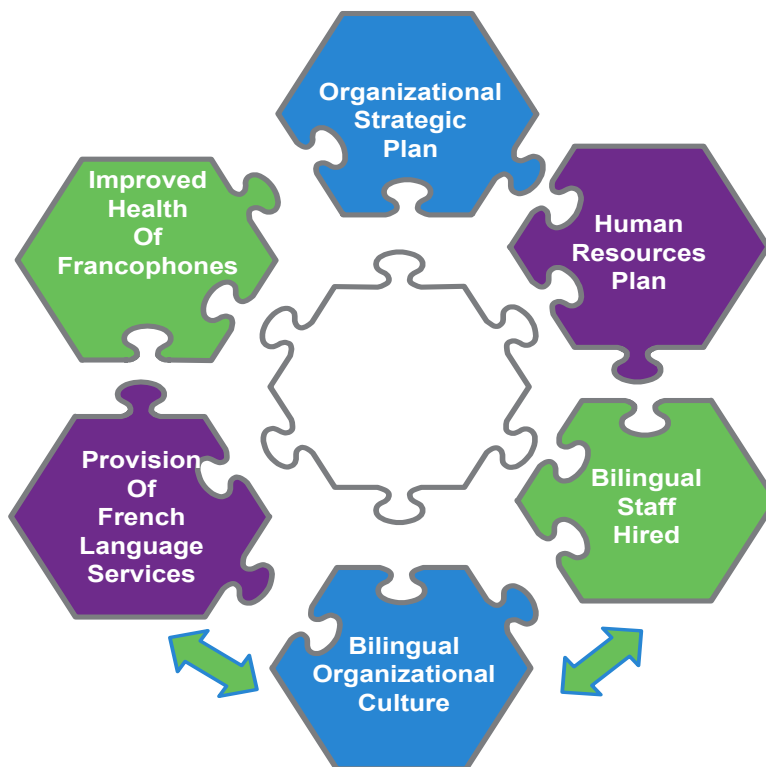 Organizational
Strategic
Plan
Human
Resources
Plan
Bilingual
Staff
Hired
Bilingual
Organizational
Culture
Provision
Of
French
Language
Services
Improved
Health
Of
Francophones